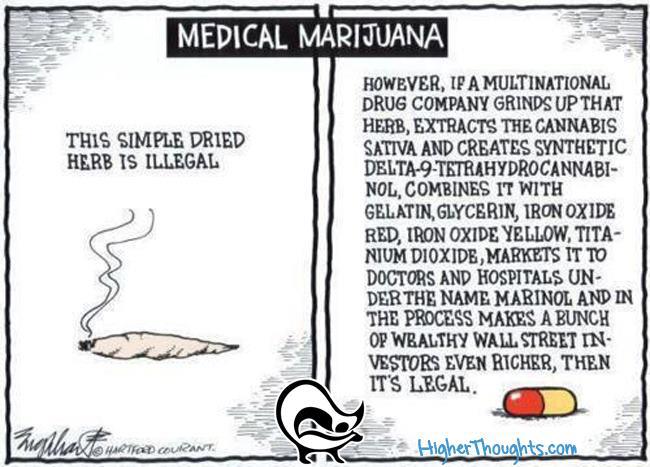 MEDICAL MARIJUANA
THIS SIMPLE DRIED
HERB IS ILLEGAL
HOWEVER, IF A MULTINATIONAL
DRUG COMPANY GRINDS UP THAT
HERB, EXTRACTS THE CANNABIS
SATIVA AND CREATES SYNTHETIC
DELTA-9-TETRAHYDROCANNABI-
NOL, COMBINES IT WITH
GELATIN, GLYCERIN, IRON OXIDE
RED, IRON OXIDE YELLOW, TITA-
NIUM DIOXIDE, MARKETS IT TO
DOCTORS AND HOSPITALS UN-
DER THE NAME MARINOL AND IN
THE PROCESS MAKES A BUNCH
OF WEALTHY WALL STREET IN-
VESTORS EVEN RICHER, THEN
IT'S LEGAL.
© HARTFORD COURANT.
HigherThoughts.com